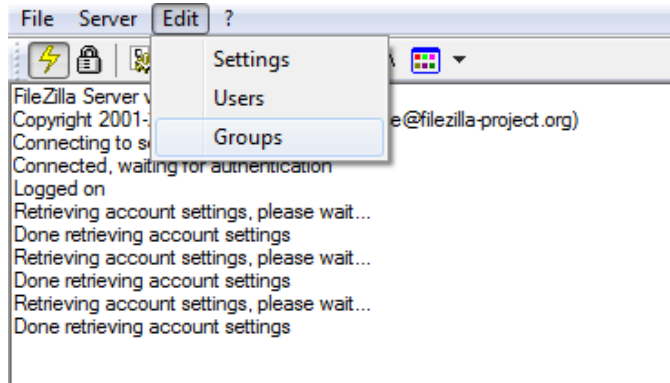 File Server Edit ?
Settings
Users
Groups
FileZilla Server v
Copyright 2001- e@filezilla-project.org)
Connecting to se
Connected, waiting for authentication
Logged on
Retrieving account settings, please wait...
Done retrieving account settings
Retrieving account settings, please wait...
Done retrieving account settings
Retrieving account settings, please wait...
Done retrieving account settings